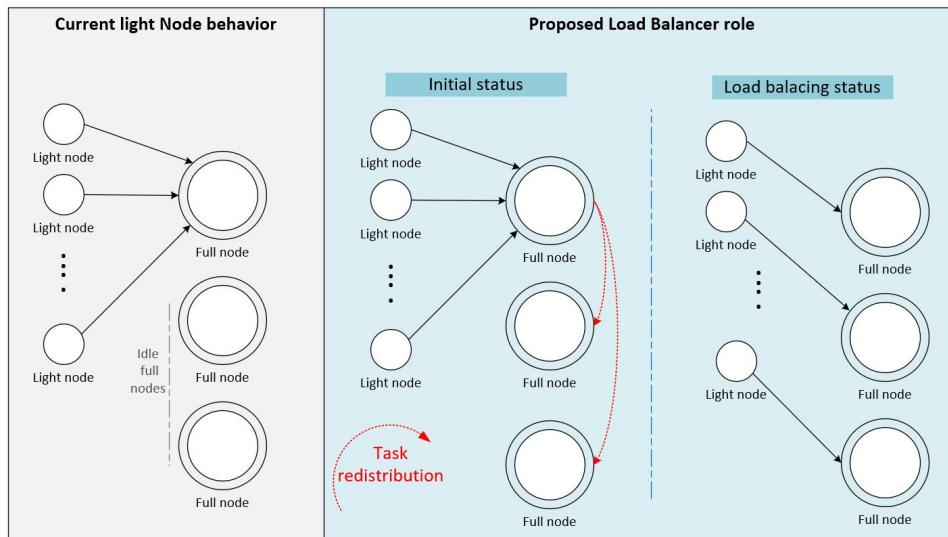 Current light Node behavior
Light node
Light node
Light node
Full node
Full node
Full node
Idle
full
nodes
Proposed Load Balancer role
Initial status
Light node
Light node
Light node
Full node
Full node
Full node
Task
redistribution
Load balacing status
Light node
Light node
Light node
Full node
Full node
Full node